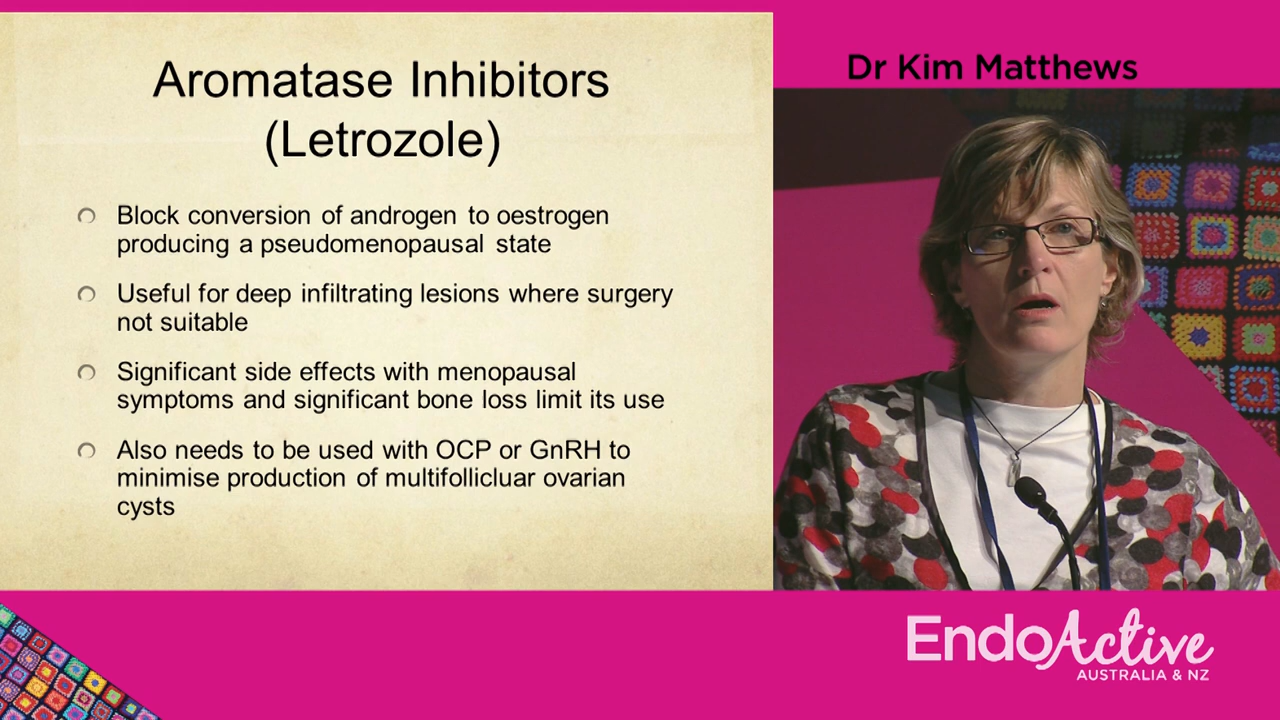 Aromatase Inhibitors
(Letrozole)
Block conversion of androgen to oestrogen
producing a pseudomenopausal state
Useful for deep infiltrating lesions where surgery
not suitable
Significant side effects with menopausal
symptoms and significant bone loss limit its use
Also needs to be used with OCP or GnRH to
minimise production of multifollicluar ovarian
cysts
Dr Kim Matthews
EndoActive
AUSTRALIA & NZ